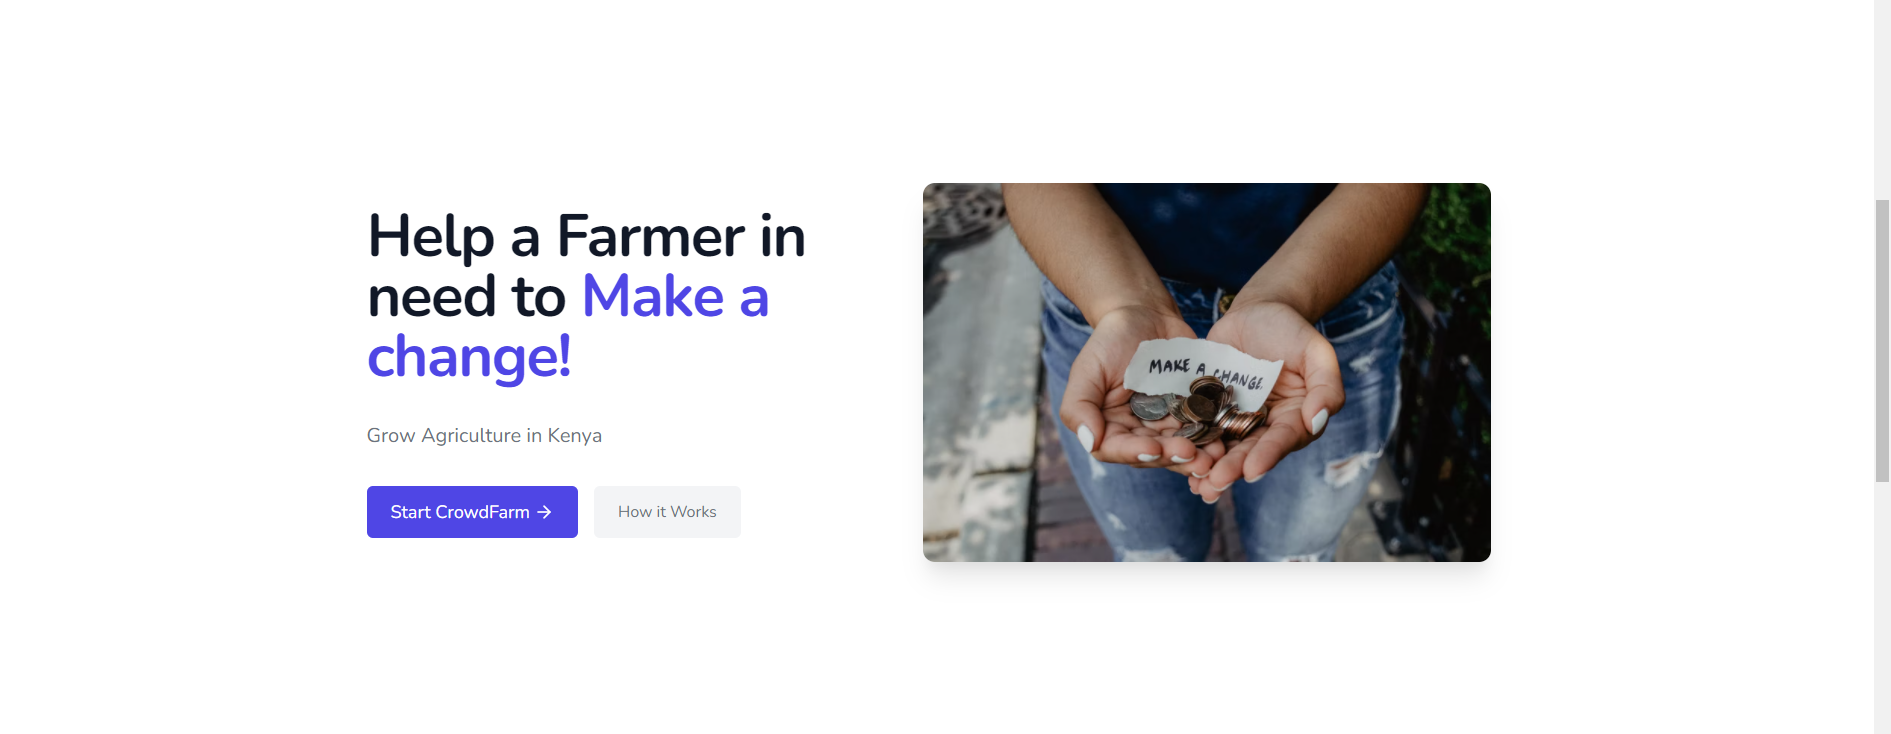 Help a Farmer in
need to Make a
change!
Grow Agriculture in Kenya
Start CrowdFarm →
How it Works
MAKE A CHANGE.